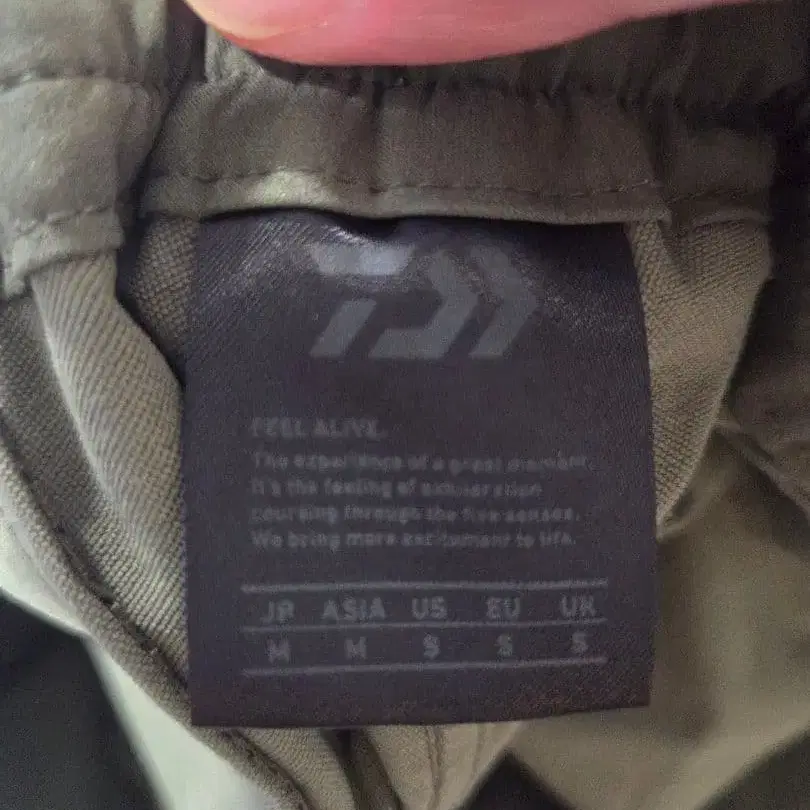 FEEL ALIVE.
The experience of a great moment.
It's the feeling of exhilaration
coursing through the five senses.
We bring more excitement to life.
JP ASIA US EU UK
M M S S S